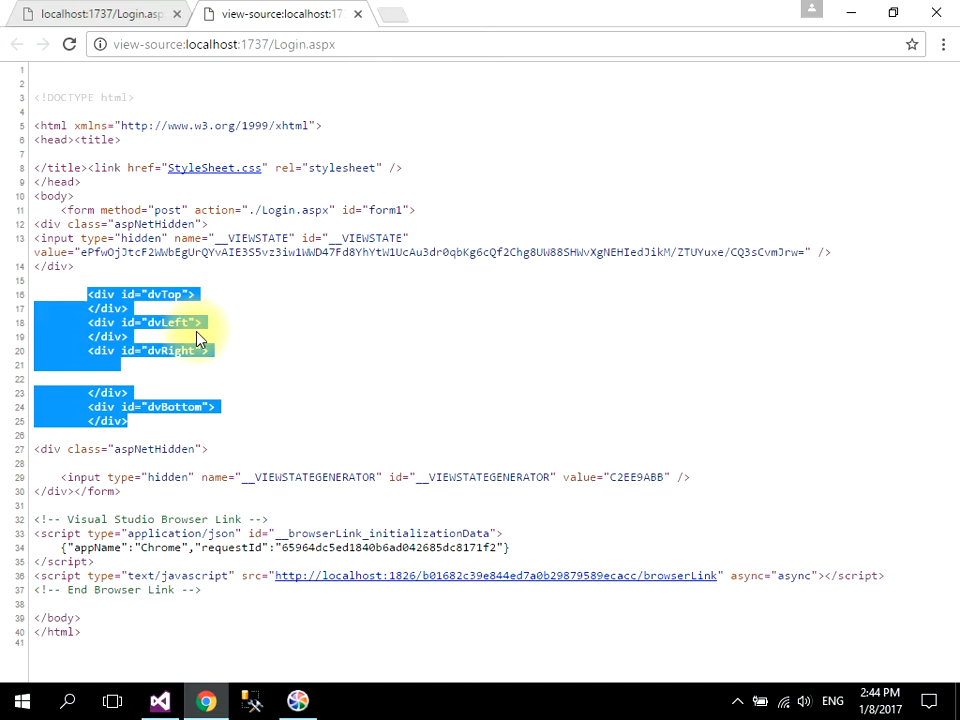 localhost:1737/Login.asp
view-source:localhost:17
view-source:localhost:1737/Login.aspx
1
2
3 <!DOCTYPE html>
4
5 <html xmlns="http://www.w3.org/1999/xhtml">
6 <head><title>
7
8 </title><link href="StyleSheet.css" rel="stylesheet" />
9 </head>
10 <body>
11 <form method="post" action="./Login.aspx" id="form1">
12 <div class="aspNetHidden">
13 <input type="hidden" name="__VIEWSTATE" id="__VIEWSTATE"
14 </div>
15
16 <div id="dvTop">
17 </div>
18 <div id="dvLeft">
19 </div>
20 <div id="dvRight">
21
22
23 </div>
24 <div id="dvBottom">
25 </div>
26
27 <div class="aspNetHidden">
28
29 <input type="hidden" name="__VIEWSTATEGENERATOR" id="__VIEWSTATEGENERATOR" value="C2EE9ABB" />
30 </div></form>
31
32 <!-- Visual Studio Browser Link -->
33 <script type="application/json" id="__browserLink_initializationData">
34 {"appName":"Chrome","requestId":"65964dc5ed1840b6ad042685dc8171f2"}
35 </script>
36 <script type="text/javascript" src="http://localhost:1826/b01682c39e844ed7a0b29879589ecacc/browserLink" async="async"></script>
37 <!-- End Browser Link -->
38
39 </body>
40 </html>
41
ENG
2:44 PM
1/8/2017